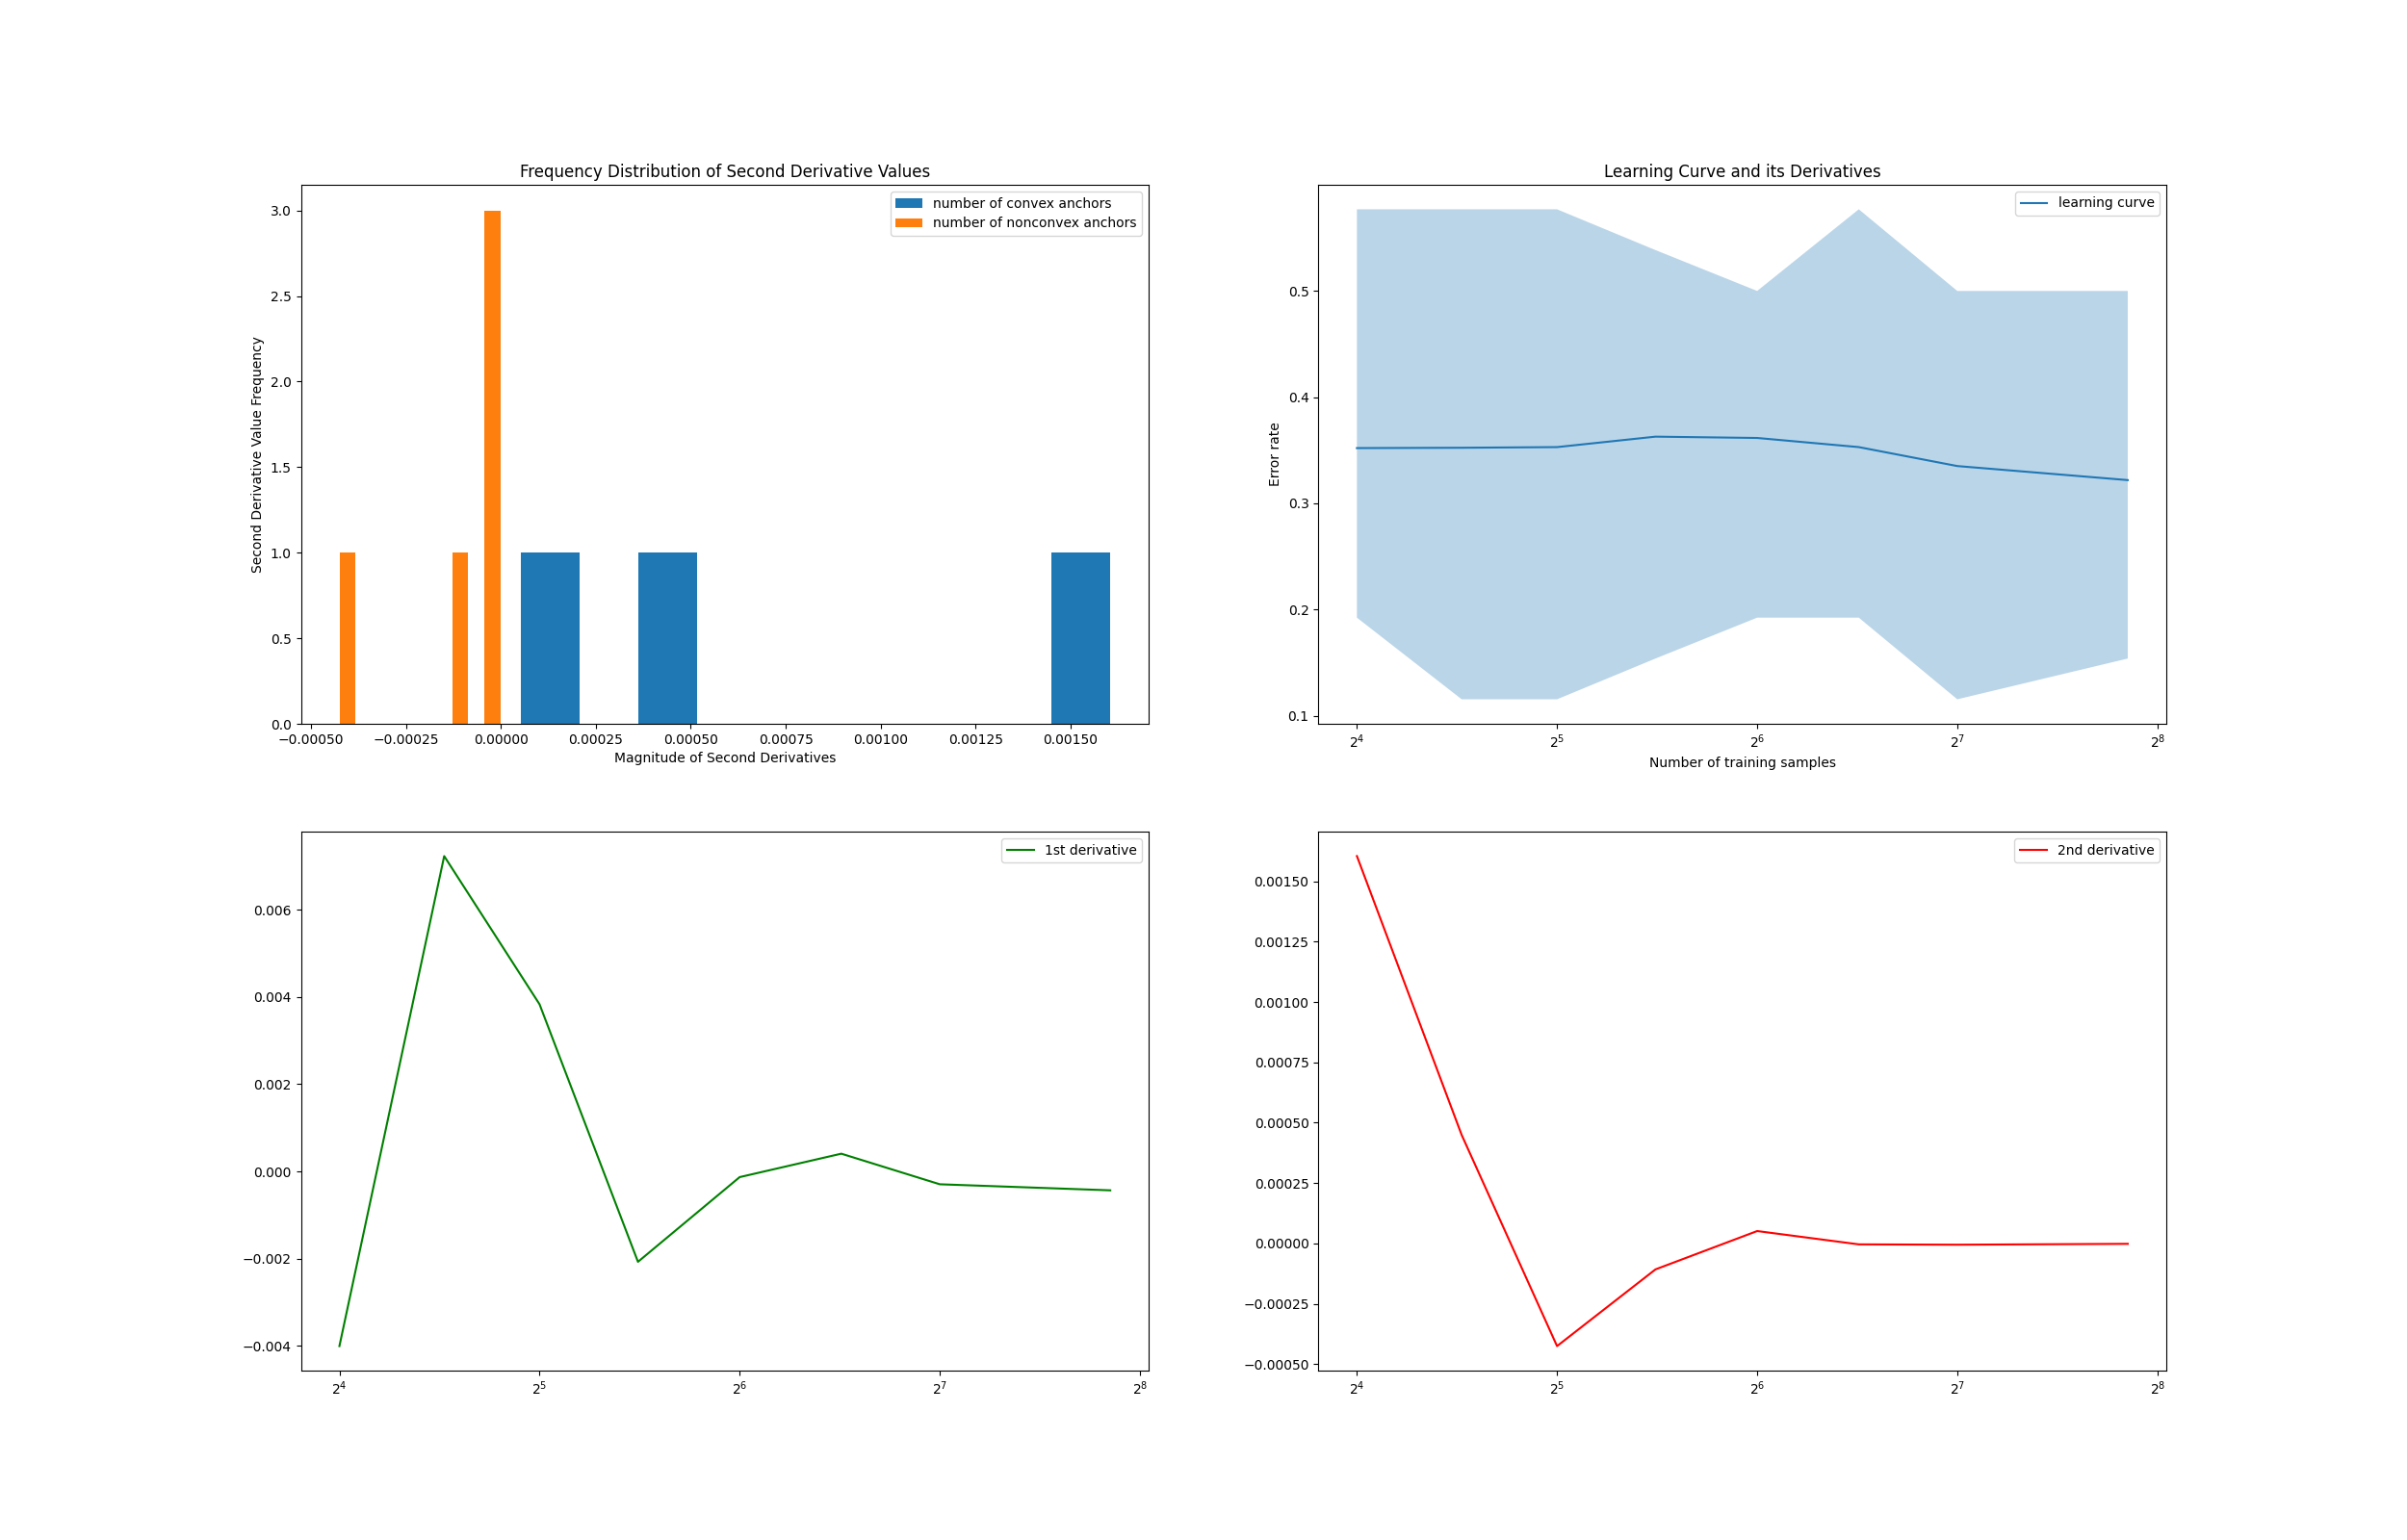 Frequency Distribution of Second Derivative Values
number of convex anchors
number of nonconvex anchors
Second Derivative Value Frequency
3.0
2.5
2.0
1.5
1.0
0.5
0.0
−0.00050 −0.00025 0.00000 0.00025 0.00050 0.00075 0.00100 0.00125 0.00150
Magnitude of Second Derivatives
Learning Curve and its Derivatives
learning curve
Error rate
0.5
0.4
0.3
0.2
0.1
2⁴ 2⁵ 2⁶ 2⁷ 2⁸
Number of training samples
1st derivative
0.006
0.004
0.002
0.000
−0.002
−0.004
2⁴ 2⁵ 2⁶ 2⁷ 2⁸
2nd derivative
0.00150
0.00125
0.00100
0.00075
0.00050
0.00025
0.00000
−0.00025
−0.00050
2⁴ 2⁵ 2⁶ 2⁷ 2⁸